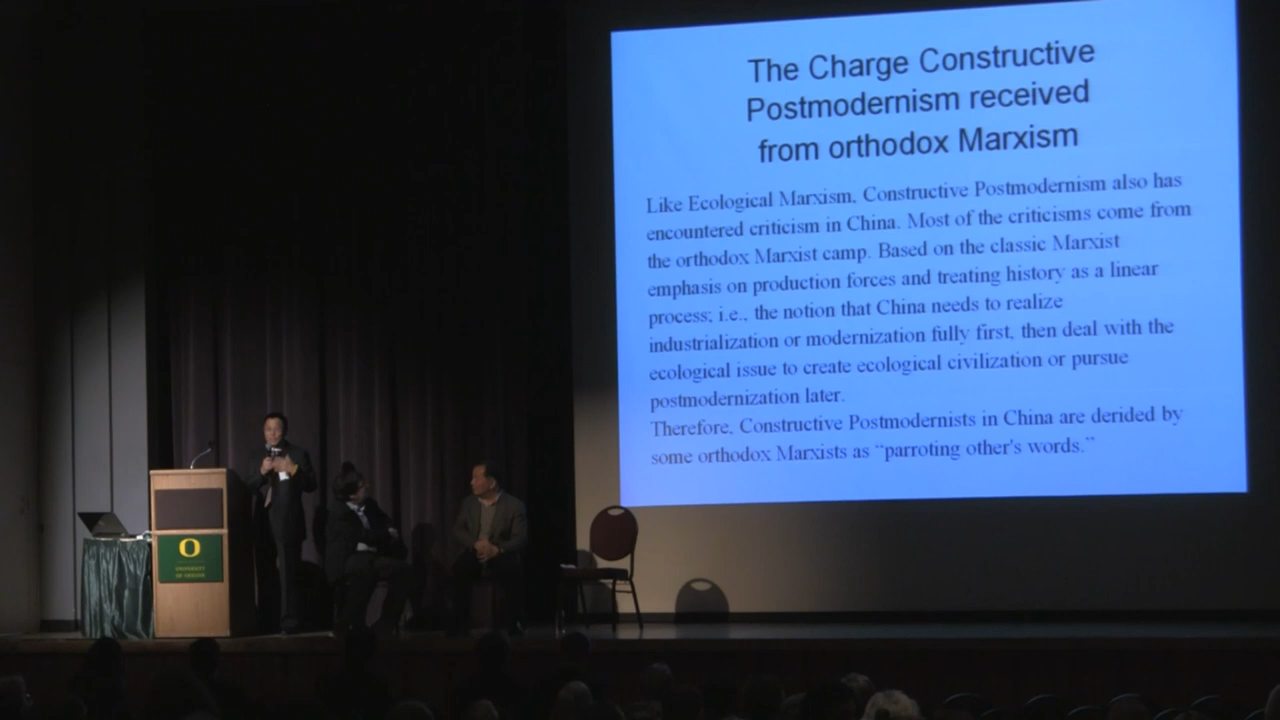 The Charge Constructive
Postmodernism received
from orthodox Marxism
Like Ecological Marxism, Constructive Postmodernism also has
encountered criticism in China. Most of the criticisms come from
the orthodox Marxist camp. Based on the classic Marxist
emphasis on production forces and treating history as a linear
process; i.e., the notion that China needs to realize
industrialization or modernization fully first, then deal with the
ecological issue to create ecological civilization or pursue
postmodernization later.
Therefore, Constructive Postmodernists in China are derided by
some orthodox Marxists as “parroting other's words.”
O
UNIVERSITY
OF OREGON